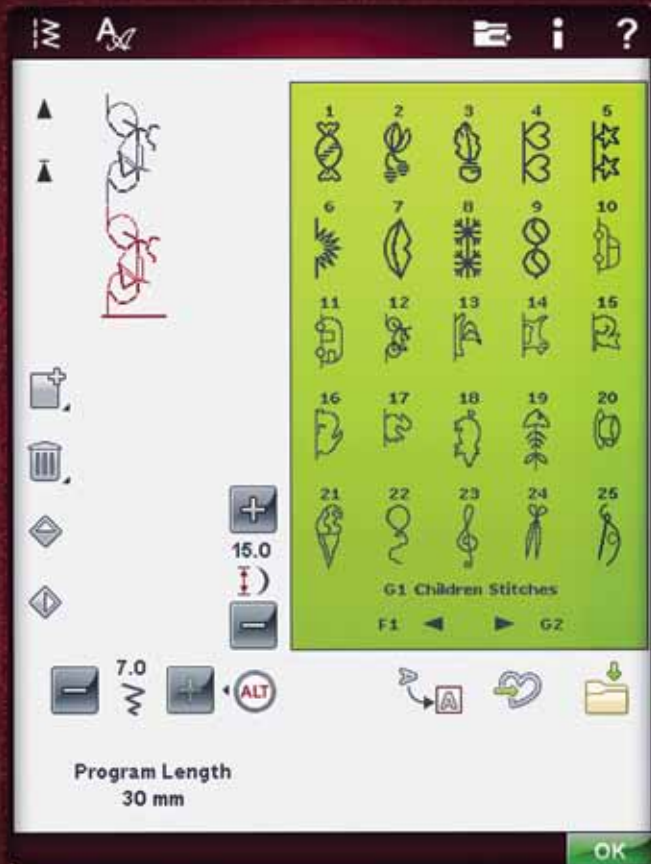 A A i ?
1 2 3 4 5
6 7 8 9 10
11 12 13 14 15
16 17 18 19 20
21 22 23 24 25
15.0
G1 Children Stitches
F1 G2
7.0
ALT
A A
Program Length
30 mm
OK